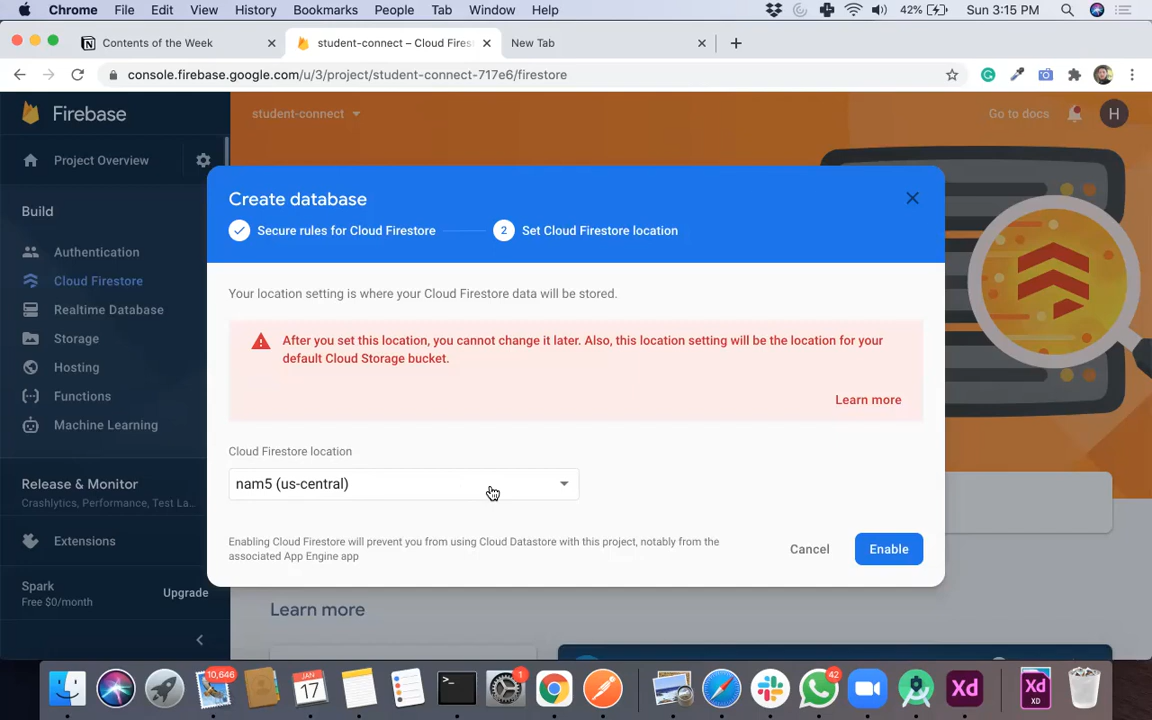 Chrome File Edit View History Bookmarks People Tab Window Help 42% Sun 3:15 PM
Contents of the Week
student-connect – Cloud Fires
New Tab
console.firebase.google.com/u/3/project/student-connect-717e6/firestore
Firebase
student-connect
Go to docs
H
Project Overview
Build
Authentication
Cloud Firestore
Realtime Database
Storage
Hosting
Functions
Machine Learning
Release & Monitor
Crashlytics, Performance, Test La...
Extensions
Spark
Free $0/month
Upgrade
Create database
Secure rules for Cloud Firestore
2 Set Cloud Firestore location
Your location setting is where your Cloud Firestore data will be stored.
After you set this location, you cannot change it later. Also, this location setting will be the location for your
default Cloud Storage bucket.
Learn more
Cloud Firestore location
nam5 (us-central)
Enabling Cloud Firestore will prevent you from using Cloud Datastore with this project, notably from the
associated App Engine app
Cancel
Enable
Learn more
10,646
JAN
17
1
42
Xd
Xd
XD